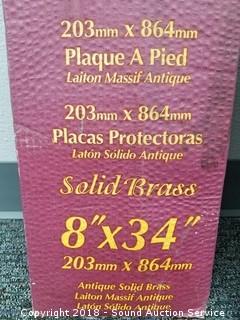 203mm x 864mm
Plaque A Pied
Laiton Massif Antique
203mm x 864mm
Placas Protectoras
Latón Sólido Antique
Solid Brass
8"x34"
203mm x 864mm
Antique Solid Brass
Laiton Massif Antique
Latón Sólido Antique
Copyright 2018 - Sound Auction Service